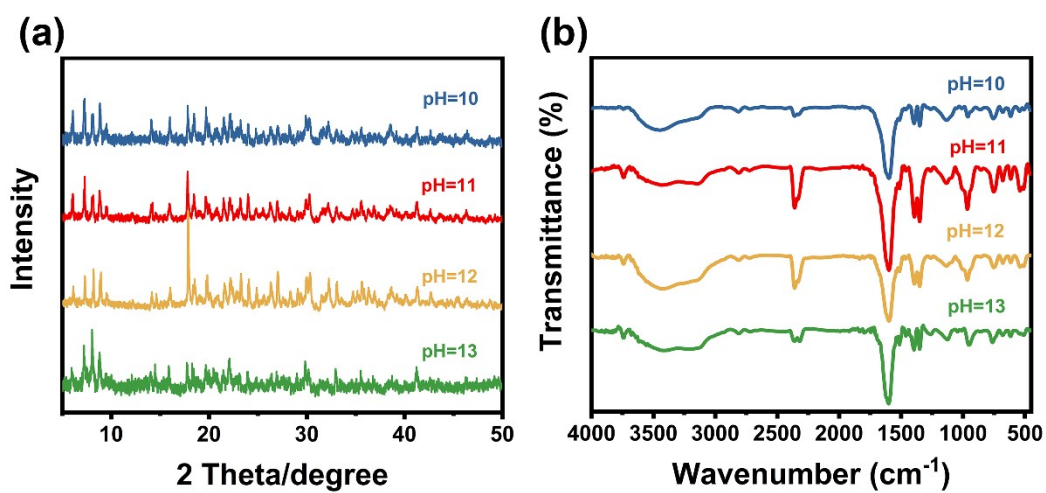 (a)
pH=10
pH=11
pH=12
pH=13
Intensity
10
20
30
40
50
2 Theta/degree
(b)
pH=10
pH=11
pH=12
pH=13
Transmittance (%)
4000
3500
3000
2500
2000
1500
1000
500
Wavenumber (cm⁻¹)